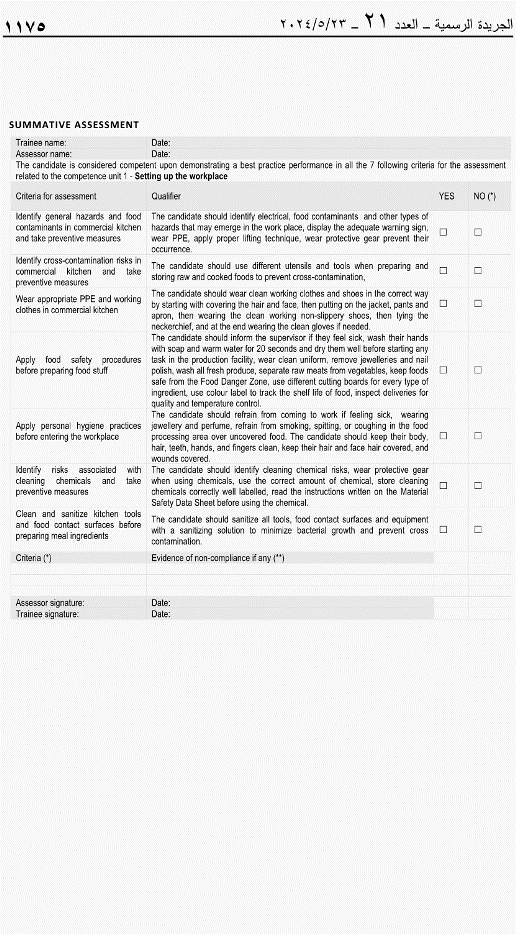 ١١٧٥
الجريدة الرسمية – العدد ٢١ – ٢٠٢٤/٥/٢٣
SUMMATIVE ASSESSMENT
Trainee name: Date:
Assessor name: Date:
The candidate is considered competent upon demonstrating a best practice performance in all the 7 following criteria for the assessment
related to the competence unit 1 - Setting up the workplace
Criteria for assessment Qualifier YES NO (*)
Identify general hazards and food
contaminants in commercial kitchen
and take preventive measures
The candidate should identify electrical, food contaminants and other types of
hazards that may emerge in the work place, display the adequate warning sign,
wear PPE, apply proper lifting technique, wear protective gear prevent their
occurrence.
☐ ☐
Identify cross-contamination risks in
commercial kitchen and take
preventive measures
The candidate should use different utensils and tools when preparing and
storing raw and cooked foods to prevent cross-contamination,
☐ ☐
Wear appropriate PPE and working
clothes in commercial kitchen
The candidate should wear clean working clothes and shoes in the correct way
by starting with covering the hair and face, then putting on the jacket, pants and
apron, then wearing the clean working non-slippery shoes, then tying the
neckerchief, and at the end wearing the clean gloves if needed.
☐ ☐
Apply food safety procedures
before preparing food stuff
The candidate should inform the supervisor if they feel sick, wash their hands
with soap and warm water for 20 seconds and dry them well before starting any
task in the production facility, wear clean uniform, remove jewelleries and nail
polish, wash all fresh produce, separate raw meats from vegetables, keep foods
safe from the Food Danger Zone, use different cutting boards for every type of
ingredient, use colour label to track the shelf life of food, inspect deliveries for
quality and temperature control.
☐ ☐
Apply personal hygiene practices
before entering the workplace
The candidate should refrain from coming to work if feeling sick, wearing
jewellery and perfume, refrain from smoking, spitting, or coughing in the food
processing area over uncovered food. The candidate should keep their body,
hair, teeth, hands, and fingers clean, keep their hair and face hair covered, and
wounds covered.
☐ ☐
Identify risks associated with
cleaning chemicals and take
preventive measures
The candidate should identify cleaning chemical risks, wear protective gear
when using chemicals, use the correct amount of chemical, store cleaning
chemicals correctly well labelled, read the instructions written on the Material
Safety Data Sheet before using the chemical.
☐ ☐
Clean and sanitize kitchen tools
and food contact surfaces before
preparing meal ingredients
The candidate should sanitize all tools, food contact surfaces and equipment
with a sanitizing solution to minimize bacterial growth and prevent cross
contamination.
☐ ☐
Criteria (*) Evidence of non-compliance if any (**)
Assessor signature: Date:
Trainee signature: Date: